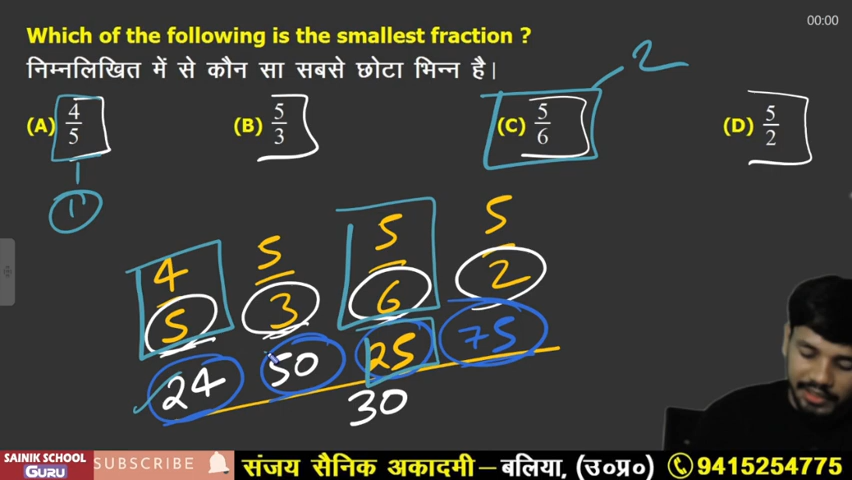 00:00
Which of the following is the smallest fraction ?
निम्नलिखित में से कौन सा सबसे छोटा भिन्न है।
2
(A) 4/5 (B) 5/3 (C) 5/6 (D) 5/2
1
4/5 5/3 5/6 5/2
24 50 25 75
30
SAINIK SCHOOL GURU
SUBSCRIBE
संजय सैनिक अकादमी – बलिया, (उ०प्र०) 9415254775